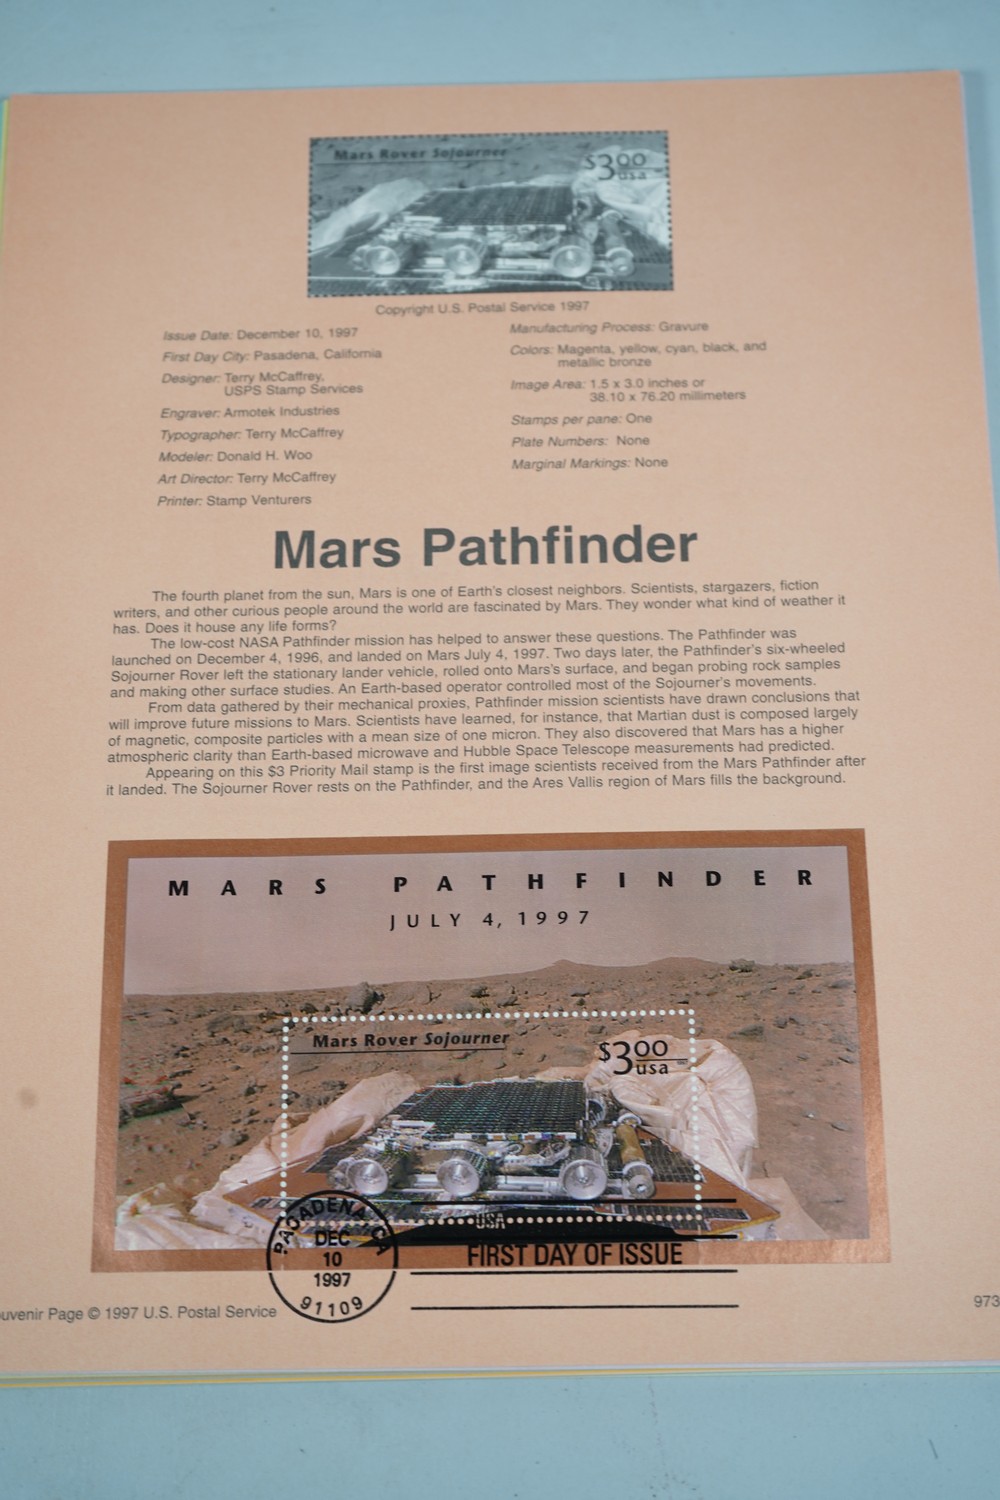 Mars Rover Sojourner
$3.00
usa
Copyright U.S. Postal Service 1997
Issue Date: December 10, 1997
First Day City: Pasadena, California
Designer: Terry McCaffrey,
USPS Stamp Services
Engraver: Armotek Industries
Typographer: Terry McCaffrey
Modeler: Donald H. Woo
Art Director: Terry McCaffrey
Printer: Stamp Venturers
Manufacturing Process: Gravure
Colors: Magenta, yellow, cyan, black, and
metallic bronze
Image Area: 1.5 x 3.0 inches or
38.10 x 76.20 millimeters
Stamps per pane: One
Plate Numbers: None
Marginal Markings: None
Mars Pathfinder
The fourth planet from the sun, Mars is one of Earth's closest neighbors. Scientists, stargazers, fiction
writers, and other curious people around the world are fascinated by Mars. They wonder what kind of weather it
has. Does it house any life forms?
The low-cost NASA Pathfinder mission has helped to answer these questions. The Pathfinder was
launched on December 4, 1996, and landed on Mars July 4, 1997. Two days later, the Pathfinder's six-wheeled
Sojourner Rover left the stationary lander vehicle, rolled onto Mars's surface, and began probing rock samples
and making other surface studies. An Earth-based operator controlled most of the Sojourner's movements.
From data gathered by their mechanical proxies, Pathfinder mission scientists have drawn conclusions that
will improve future missions to Mars. Scientists have learned, for instance, that Martian dust is composed largely
of magnetic, composite particles with a mean size of one micron. They also discovered that Mars has a higher
atmospheric clarity than Earth-based microwave and Hubble Space Telescope measurements had predicted.
Appearing on this $3 Priority Mail stamp is the first image scientists received from the Mars Pathfinder after
it landed. The Sojourner Rover rests on the Pathfinder, and the Ares Vallis region of Mars fills the background.
MARS PATHFINDER
JULY 4, 1997
Mars Rover Sojourner
$3.00
usa
PASADENA, CA
DEC
10
1997
91109
USA
FIRST DAY OF ISSUE
ouvenir Page © 1997 U.S. Postal Service
973